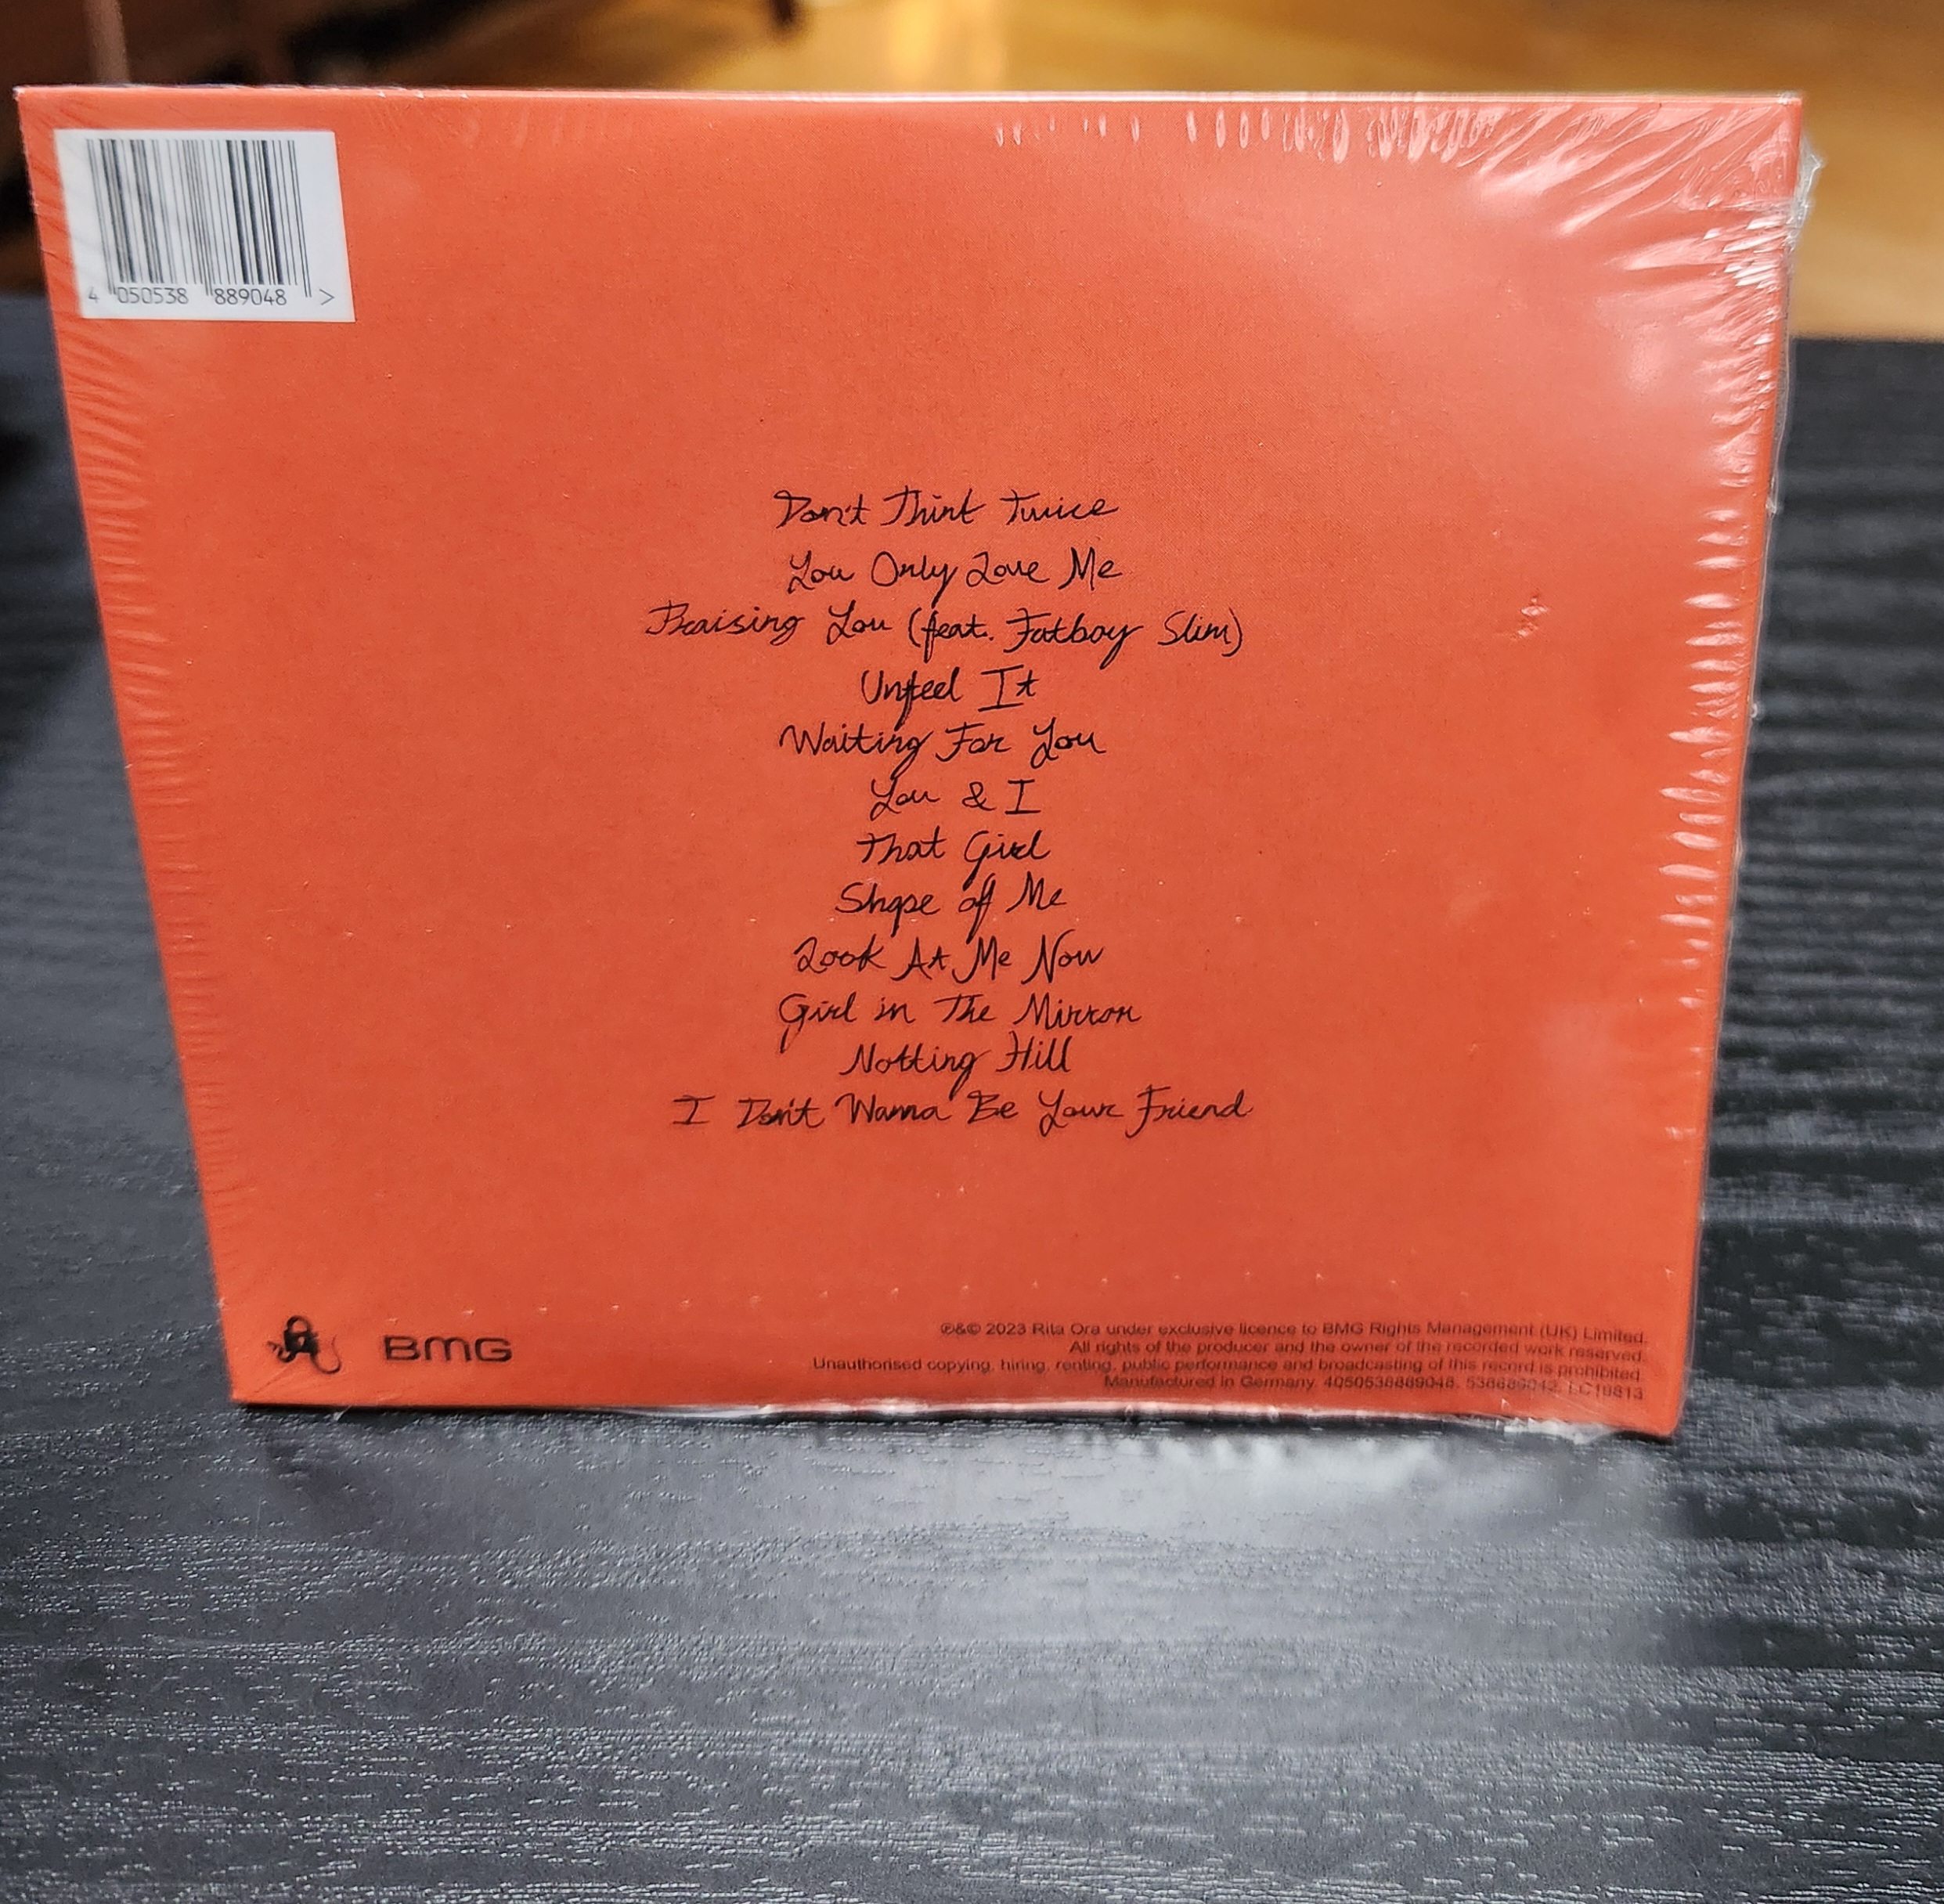 4 050538 889048 >
Don't Think Twice
You Only Love Me
Praising You (feat. Fatboy Slim)
Unfeel It
Waiting For You
You & I
That Girl
Shape of Me
Look At Me Now
Girl in The Mirror
Notting Hill
I Don't Wanna Be Your Friend
BMG
℗&© 2023 Rita Ora under exclusive licence to BMG Rights Management (UK) Limited.
All rights of the producer and the owner of the recorded work reserved.
Unauthorised copying, hiring, renting, public performance and broadcasting of this record is prohibited.
Manufactured in Germany. 4050538889048, LC19813